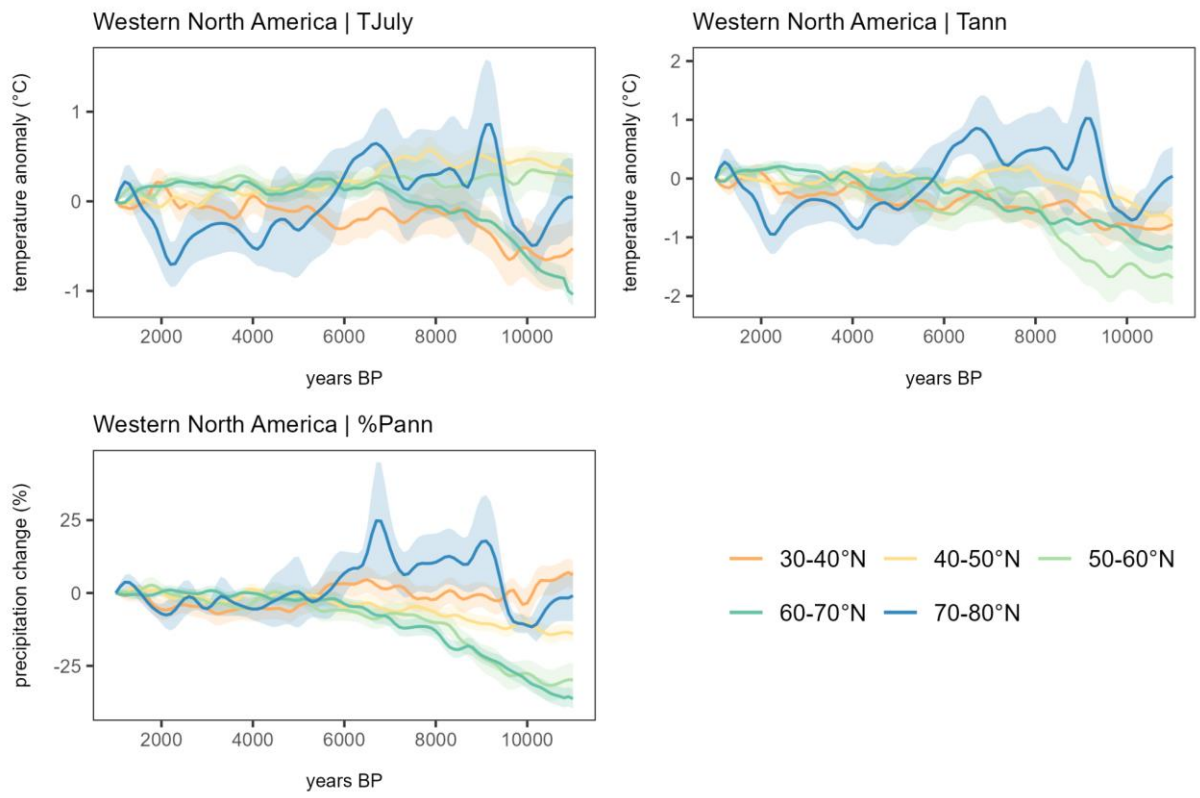 Western North America | TJuly
temperature anomaly (°C)
1
0
-1
2000 4000 6000 8000 10000
years BP
Western North America | Tann
temperature anomaly (°C)
2
1
0
-1
-2
2000 4000 6000 8000 10000
years BP
Western North America | %Pann
precipitation change (%)
25
0
-25
2000 4000 6000 8000 10000
years BP
30-40°N 40-50°N 50-60°N
60-70°N 70-80°N